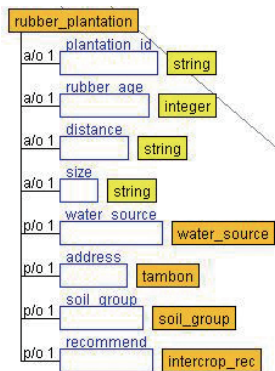 rubber_plantation
plantation_id
a/o 1 string
rubber_age
a/o 1 integer
distance
a/o 1 string
size
a/o 1 string
water_source
p/o 1 water_source
address
p/o 1 tambon
soil_group
p/o 1 soil_group
recommend
p/o 1 intercrop_rec